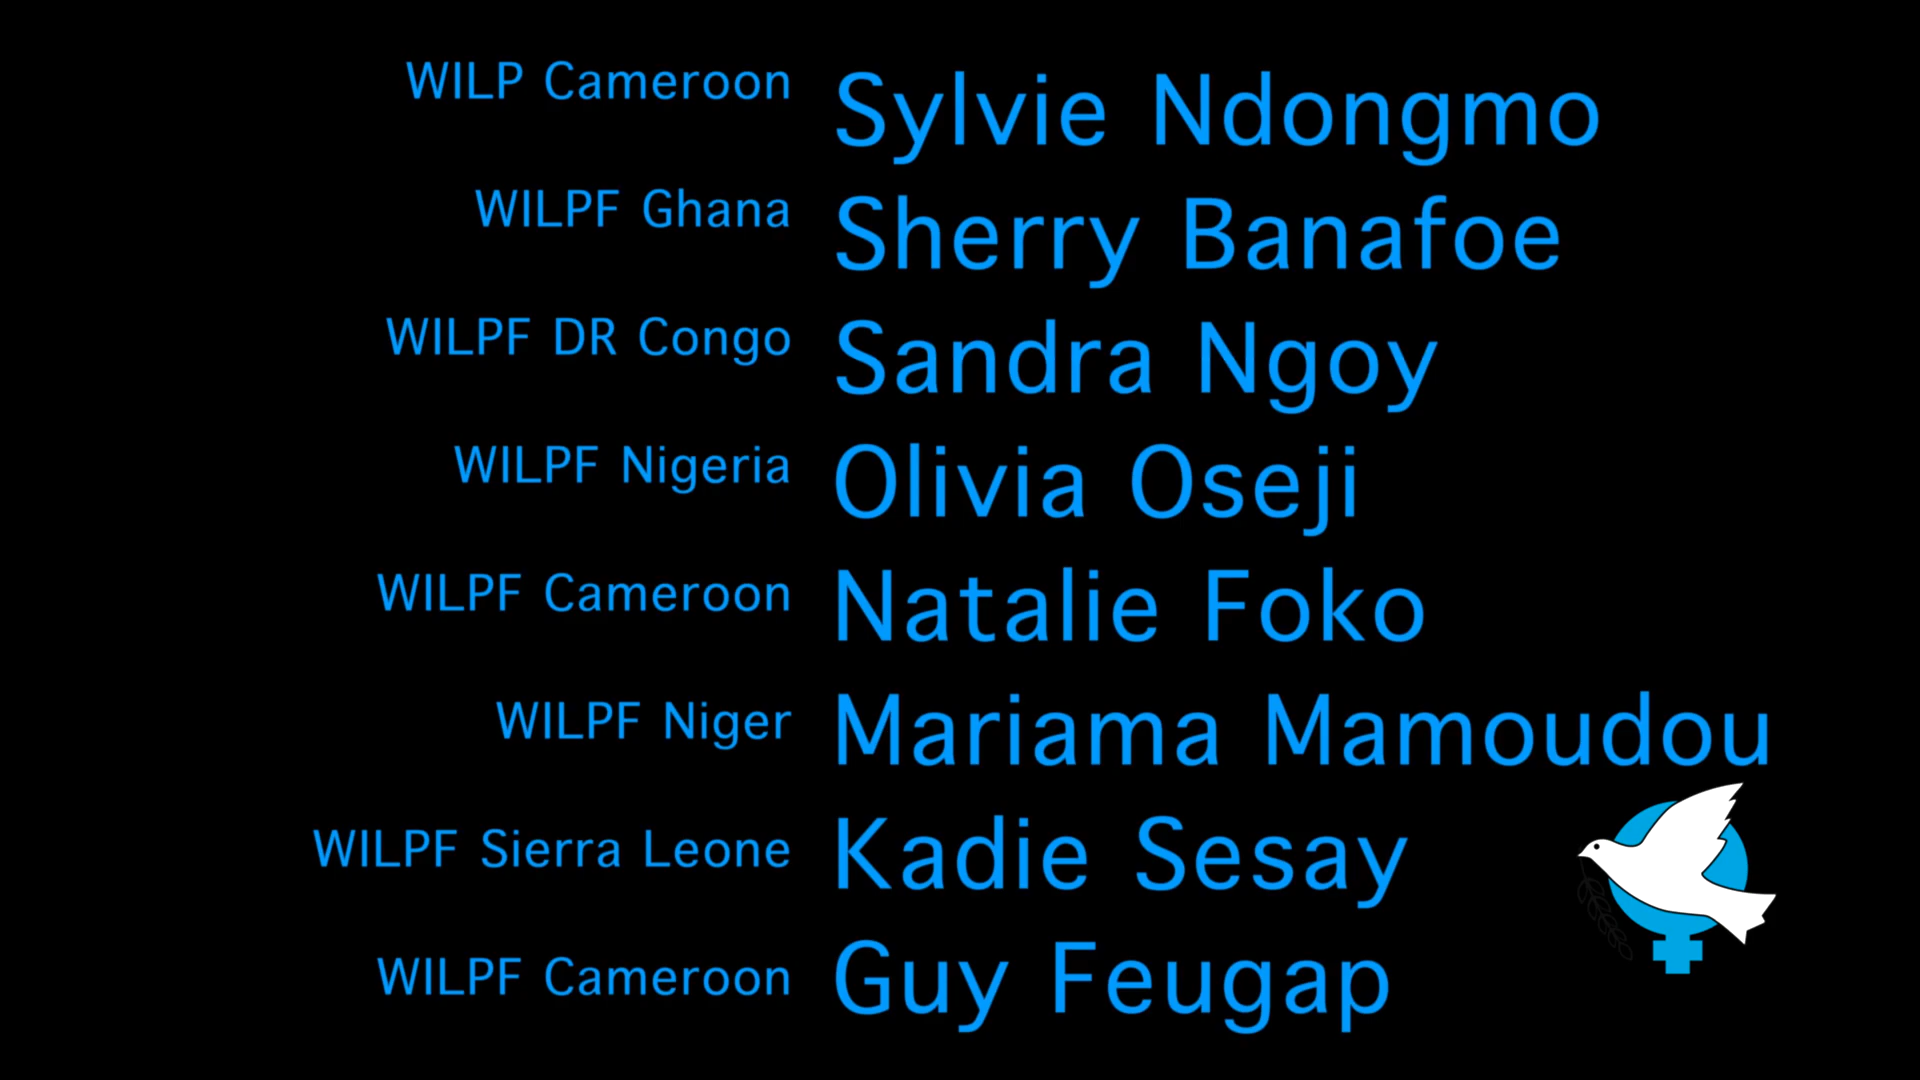 WILP Cameroon Sylvie Ndongmo
WILPF Ghana Sherry Banafoe
WILPF DR Congo Sandra Ngoy
WILPF Nigeria Olivia Oseji
WILPF Cameroon Natalie Foko
WILPF Niger Mariama Mamoudou
WILPF Sierra Leone Kadie Sesay
WILPF Cameroon Guy Feugap